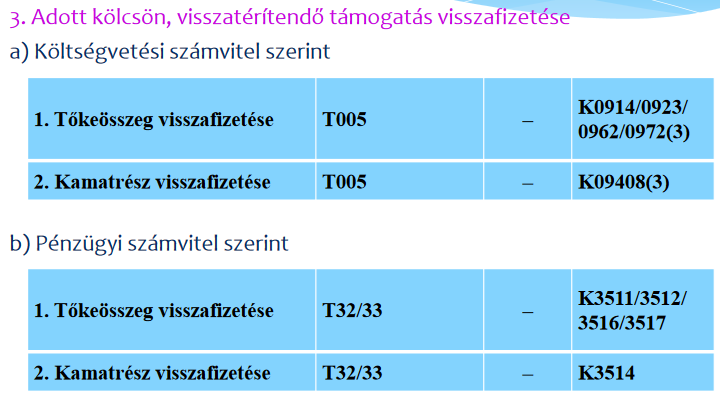 3. Adott kölcsön, visszatérítendő támogatás visszafizetése
a) Költségvetési számvitel szerint
1. Tőkeösszeg visszafizetése T005 – K0914/0923/
0962/0972(3)
2. Kamatrész visszafizetése T005 – K09408(3)
b) Pénzügyi számvitel szerint
1. Tőkeösszeg visszafizetése T32/33 – K3511/3512/
3516/3517
2. Kamatrész visszafizetése T32/33 – K3514